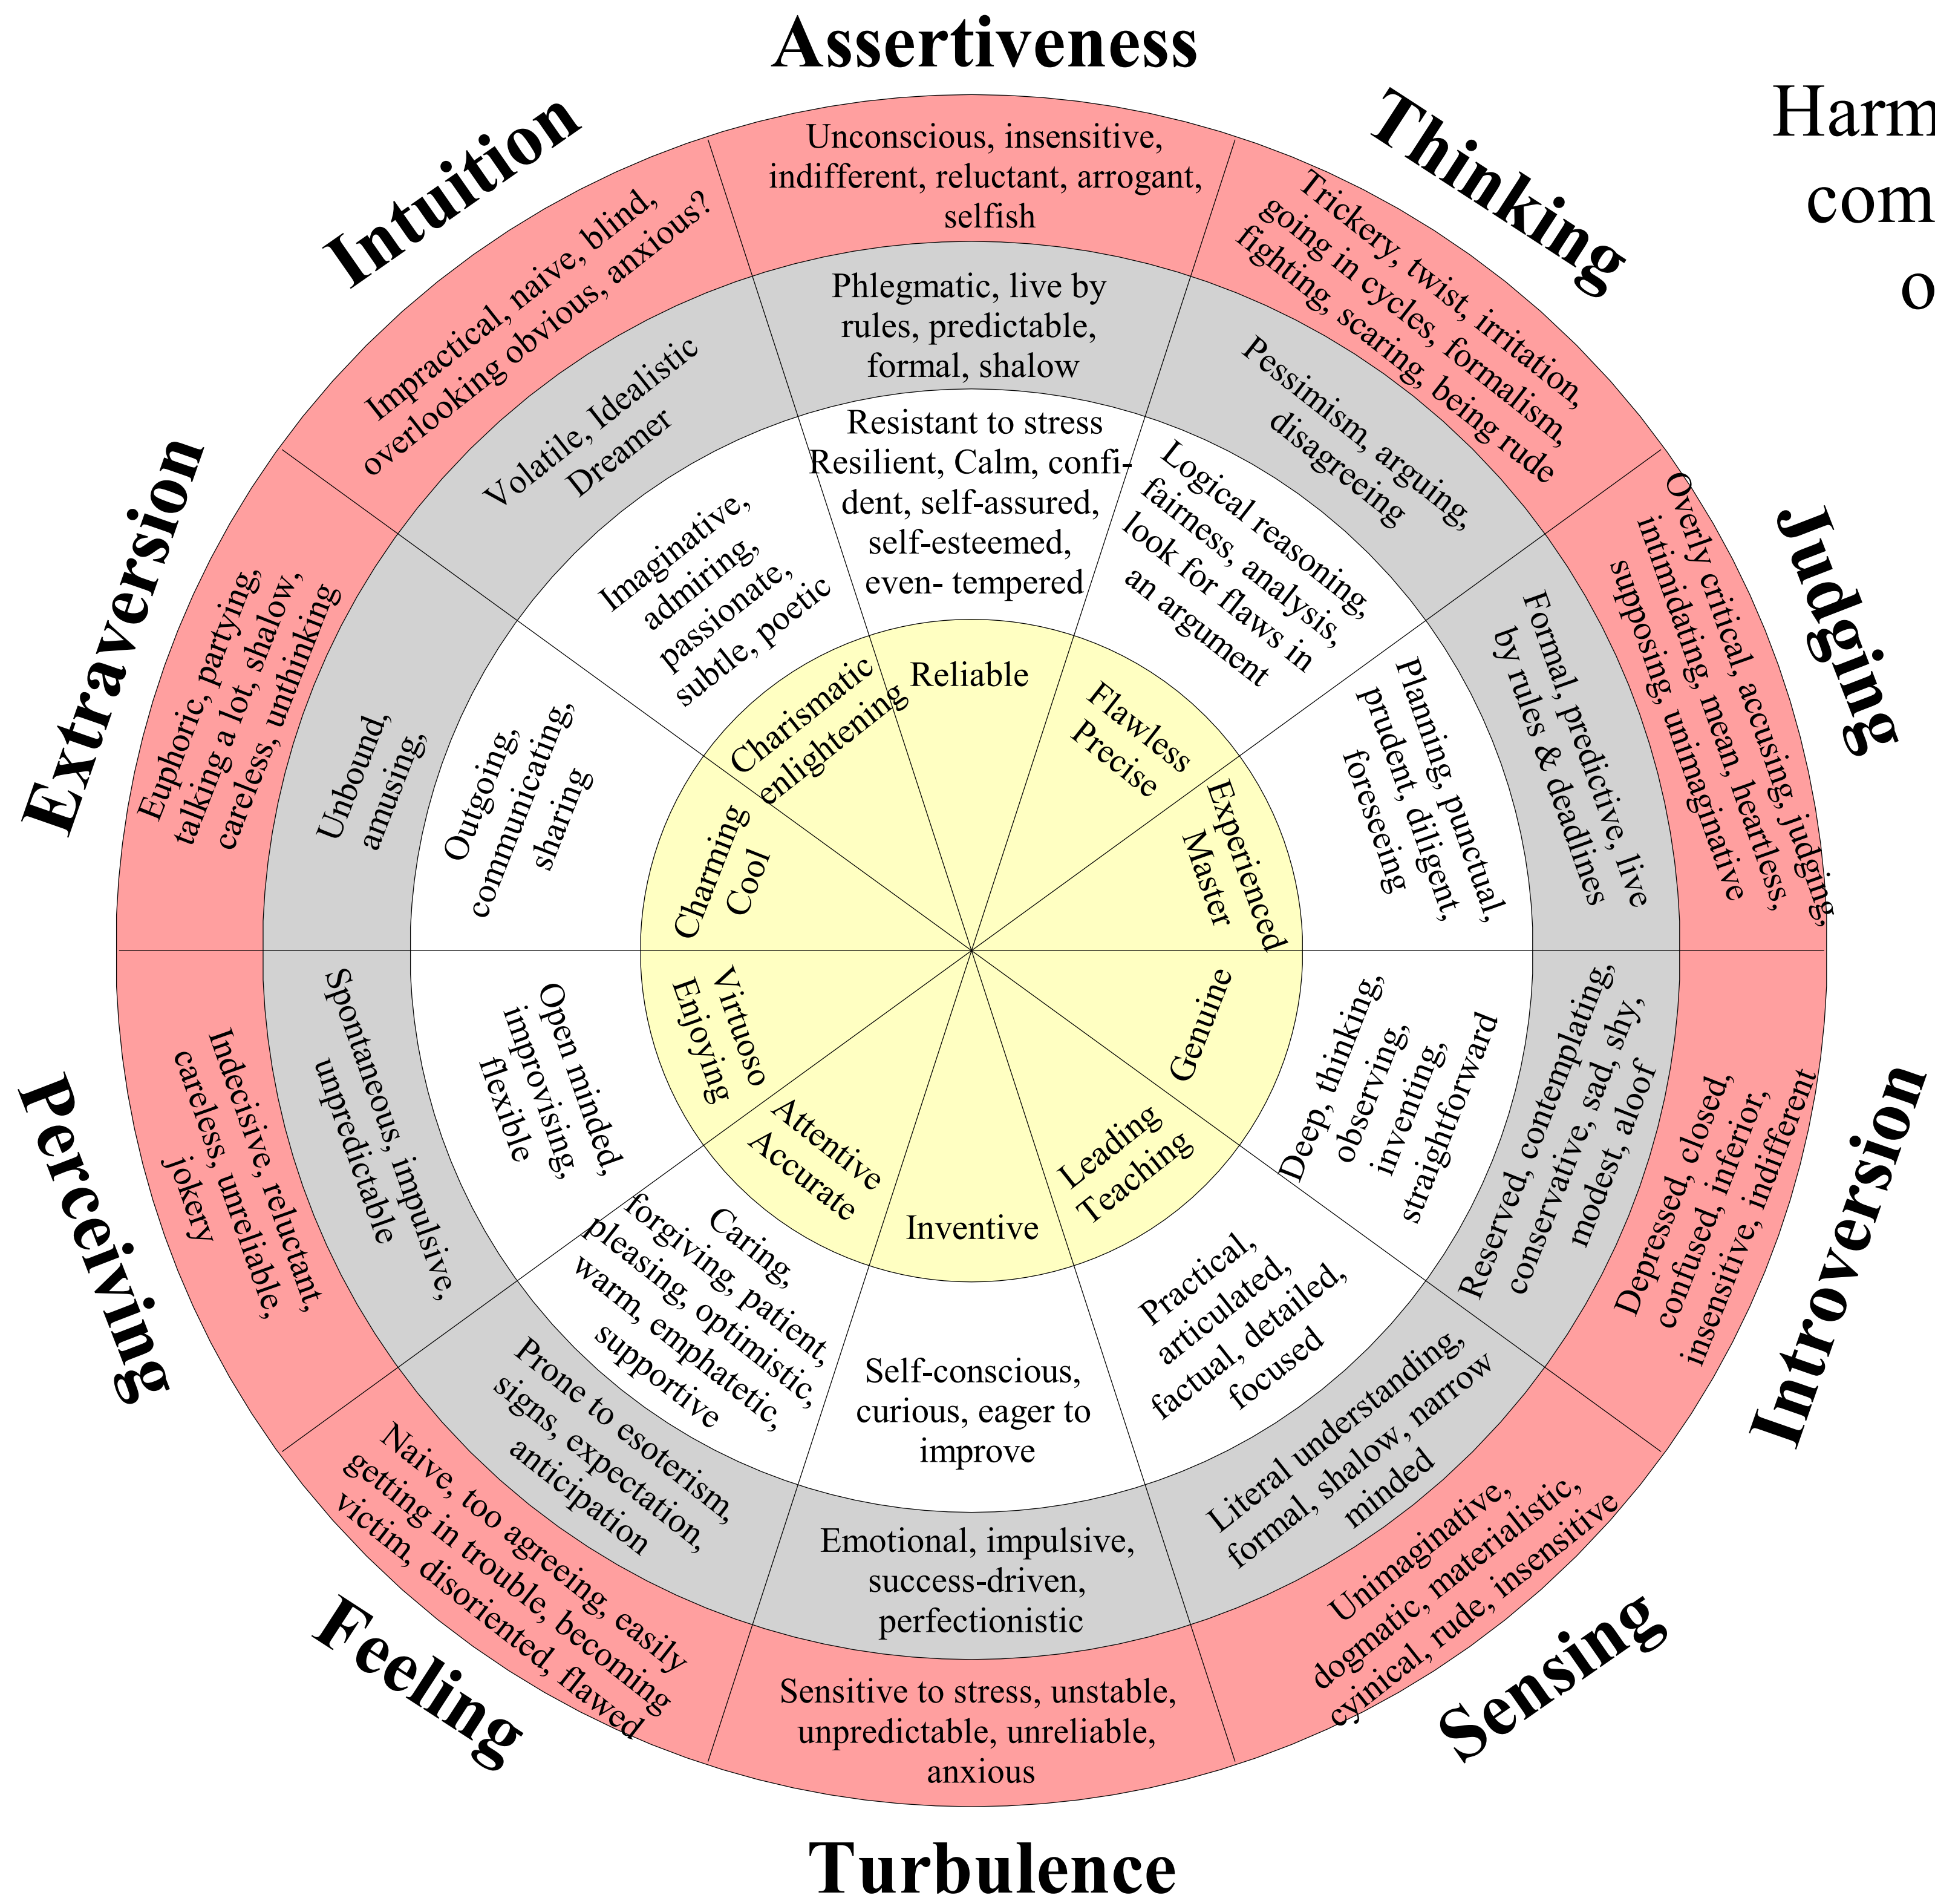 Assertiveness
Unconscious, insensitive,
indifferent, reluctant, arrogant,
selfish
Phlegmatic, live by
rules, predictable,
formal, shalow
Resistant to stress
Resilient, Calm, confi-
dent, self-assured,
self-esteemed,
even- tempered
Reliable
Thinking
Trickery, twist, irritation,
going in cycles, formalism,
fighting, scaring, being rude
Pessimism, arguing,
disagreeing
Logical reasoning,
fairness, analysis,
look for flaws in
an argument
Flawless
Precise
Judging
Overly critical, accusing, judging,
intimidating, mean, heartless,
supposing, unimaginative
Formal, predictive, live
by rules & deadlines
Planning, punctual,
prudent, diligent,
foreseeing
Experienced
Master
Introversion
Genuine
Deep, thinking,
observing,
inventing,
straightforward
Reserved, contemplating,
conservative, sad, shy,
modest, aloof
Depressed, closed,
confused, inferior,
insensitive, indifferent
Sensing
Leading
Teaching
Practical,
articulated,
factual, detailed,
focused
Literal understanding,
formal, shalow, narrow
minded
Unimaginative,
dogmatic, materialistic,
cyinical, rude, insensitive
Turbulence
Inventive
Self-conscious,
curious, eager to
improve
Emotional, impulsive,
success-driven,
perfectionistic
Sensitive to stress, unstable,
unpredictable, unreliable,
anxious
Feeling
Attentive
Accurate
Caring,
forgiving, patient,
pleasing, optimistic,
warm, emphatetic,
supportive
Prone to esoterism,
signs, expectation,
anticipation
Naive, too agreeing, easily
getting in trouble, becoming
victim, disoriented, flawed
Perceiving
Virtuoso
Enjoying
Open minded,
improvising,
flexible
Spontaneous, impulsive,
unpredictable
Indecisive, reluctant,
careless, unreliable,
jokery
Extraversion
Euphoric, partying,
talking a lot, shalow,
careless, unthinking
Unbound,
amusing,
Outgoing,
communicating,
sharing
Charming
Cool
Intuition
Impractical, naive, blind,
overlooking obvious, anxious?
Volatile, Idealistic
Dreamer
Imaginative,
admiring,
passionate,
subtle, poetic
Charismatic
enlightening
Harm
com
o